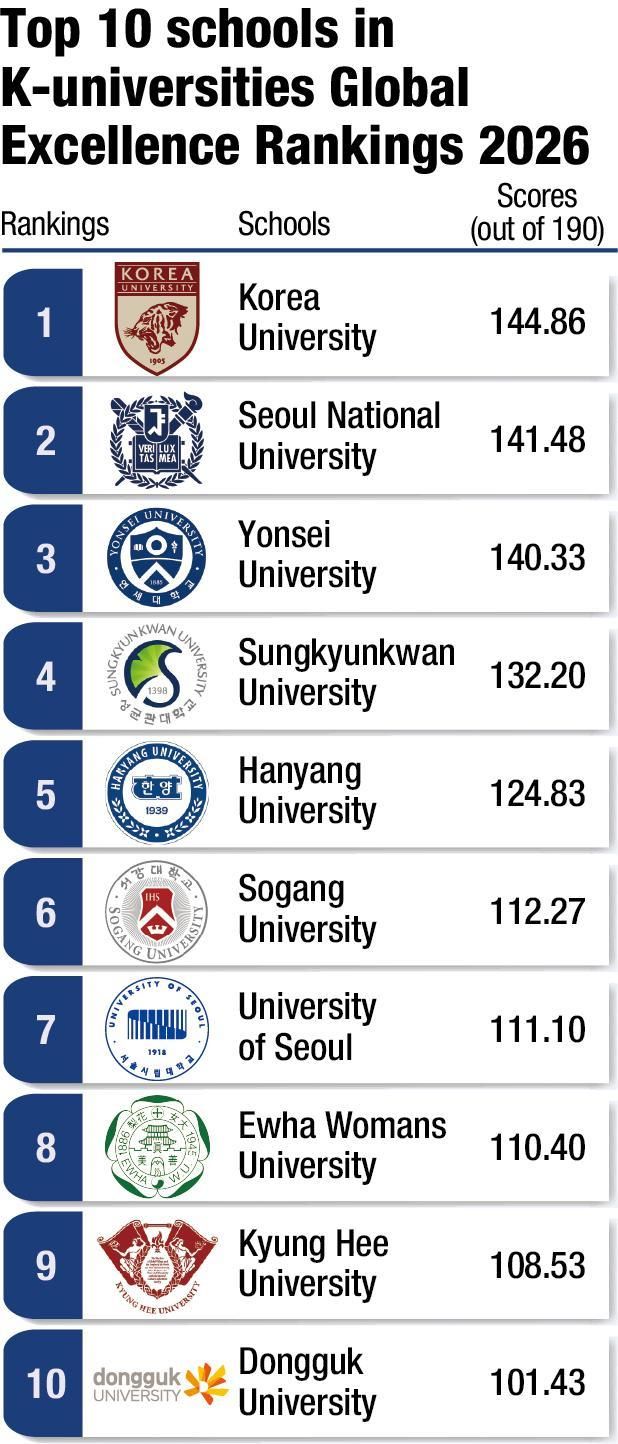 Top 10 schools in
K-universities Global
Excellence Rankings 2026
Rankings
Schools
Scores
(out of 190)
1
KOREA
UNIVERSITY
1905
Korea
University
144.86
2
VERI LUX
TAS MEA
Seoul National
University
141.48
3
YONSEI UNIVERSITY
1885
연세대학교
Yonsei
University
140.33
4
SUNGKYUNKWAN UNIVERSITY
1398
성균관대학교
Sungkyunkwan
University
132.20
5
HANYANG UNIVERSITY
한양
1939
Hanyang
University
124.83
6
서강대학교
IHS
SOGANG UNIVERSITY
Sogang
University
112.27
7
UNIVERSITY OF SEOUL
1918
서울시립대학교
University
of Seoul
111.10
8
梨花 女大
1886 1945
美 善
EWHA W.U.
Ewha Womans
University
110.40
9
KYUNG HEE UNIVERSITY
Kyung Hee
University
108.53
10
dongguk
UNIVERSITY
Dongguk
University
101.43